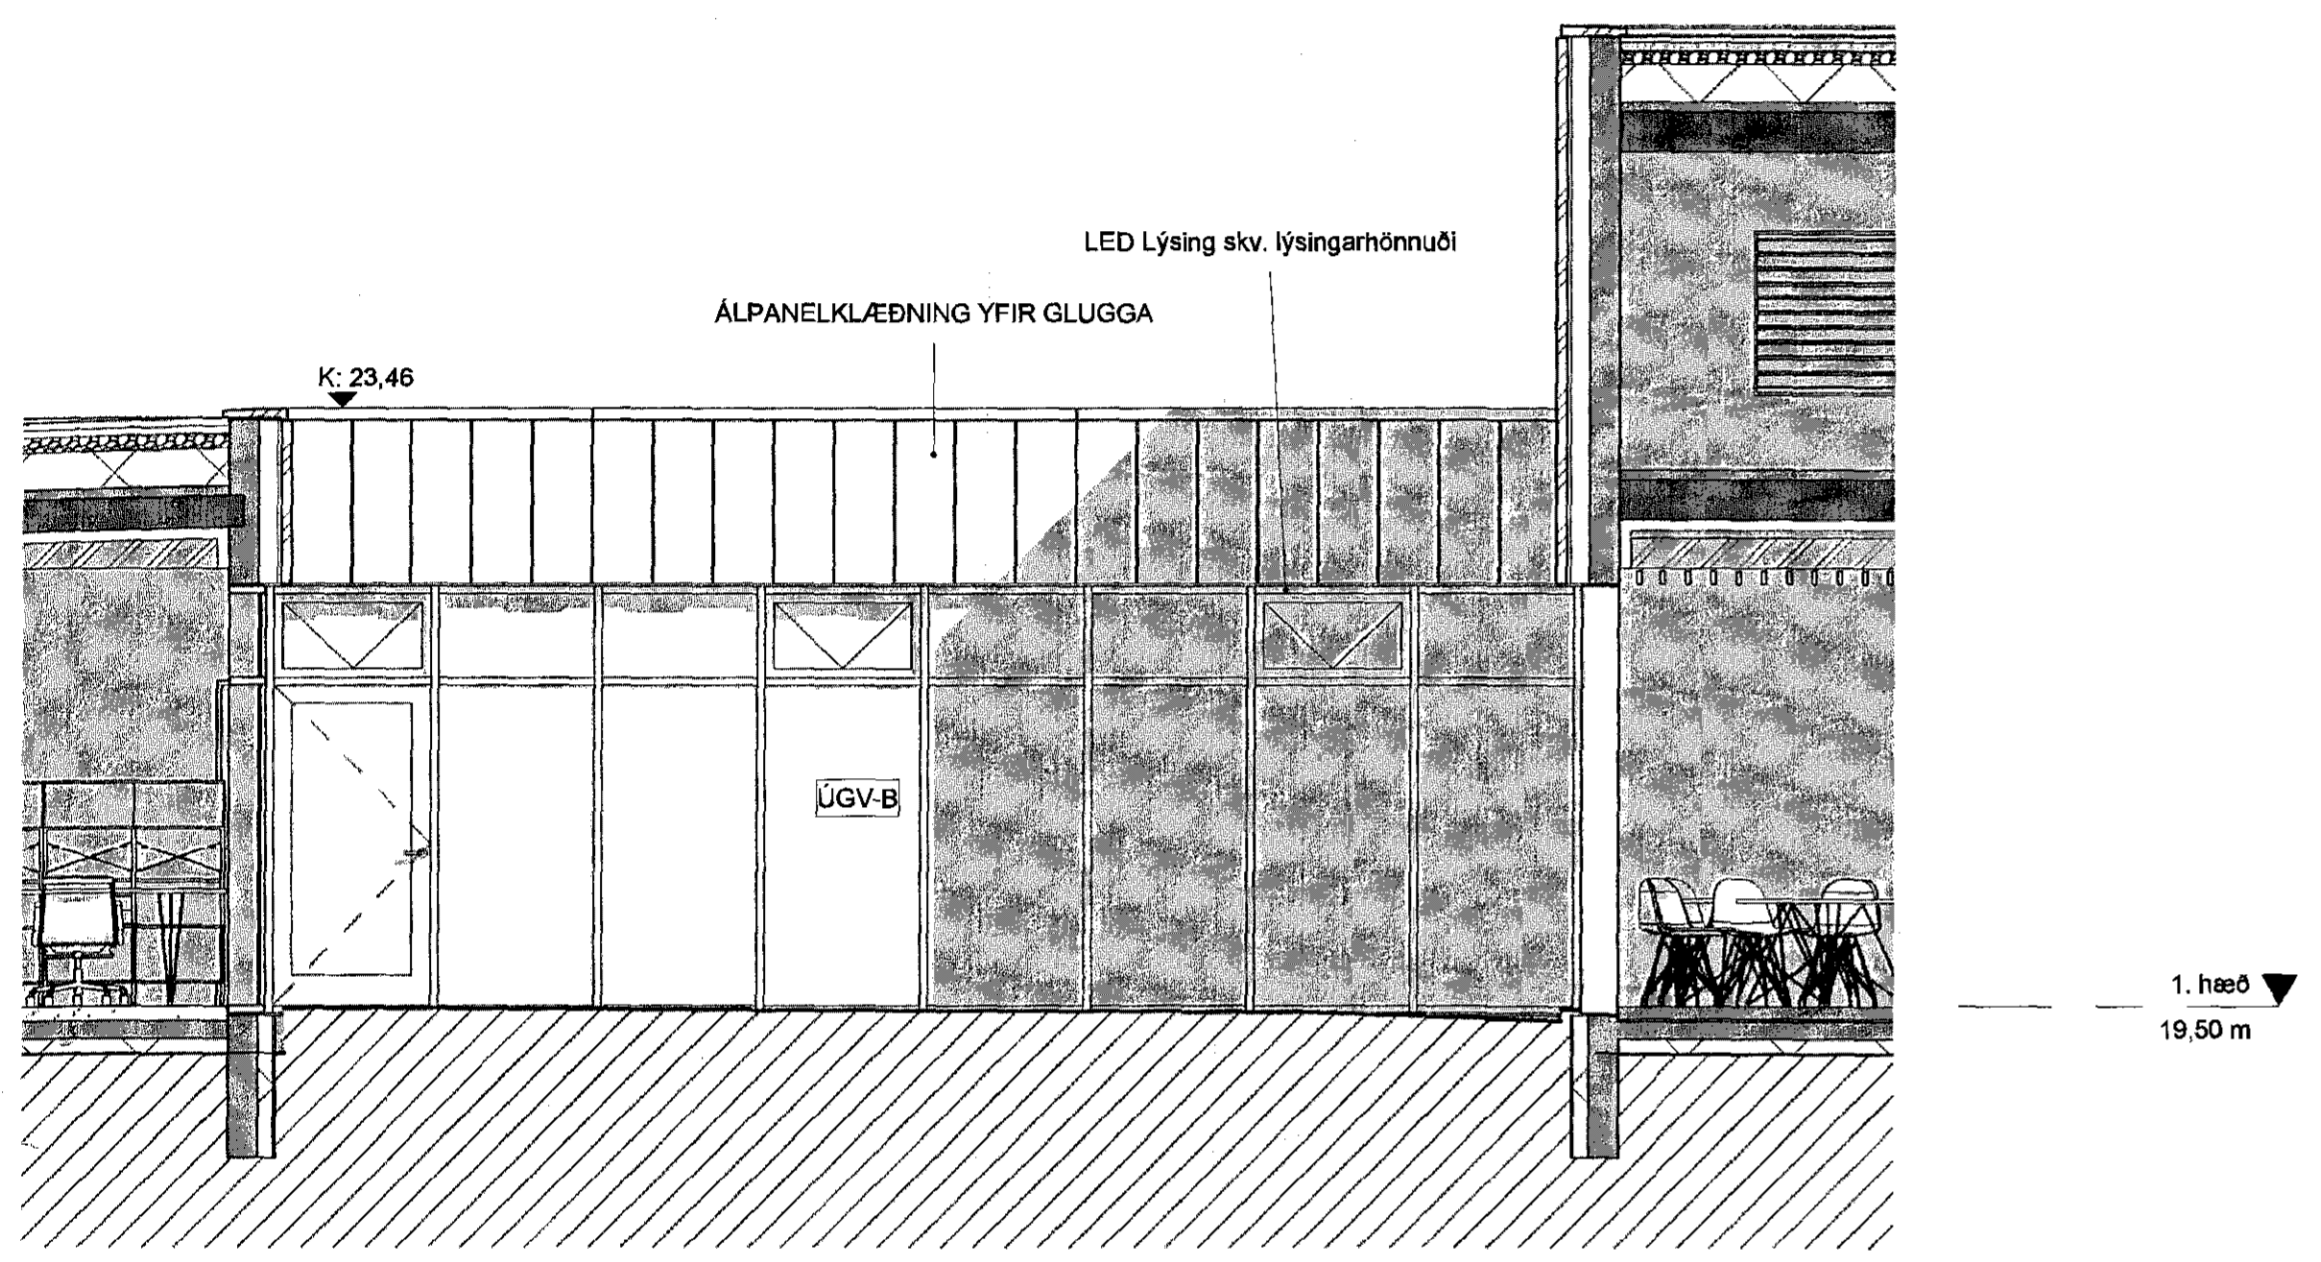 LED Lýsing skv. lýsingarhönnuði
ÁLPANELKLÆÐNING YFIR GLUGGA
K: 23,46
ÚGV-B
1. hæð
19,50 m